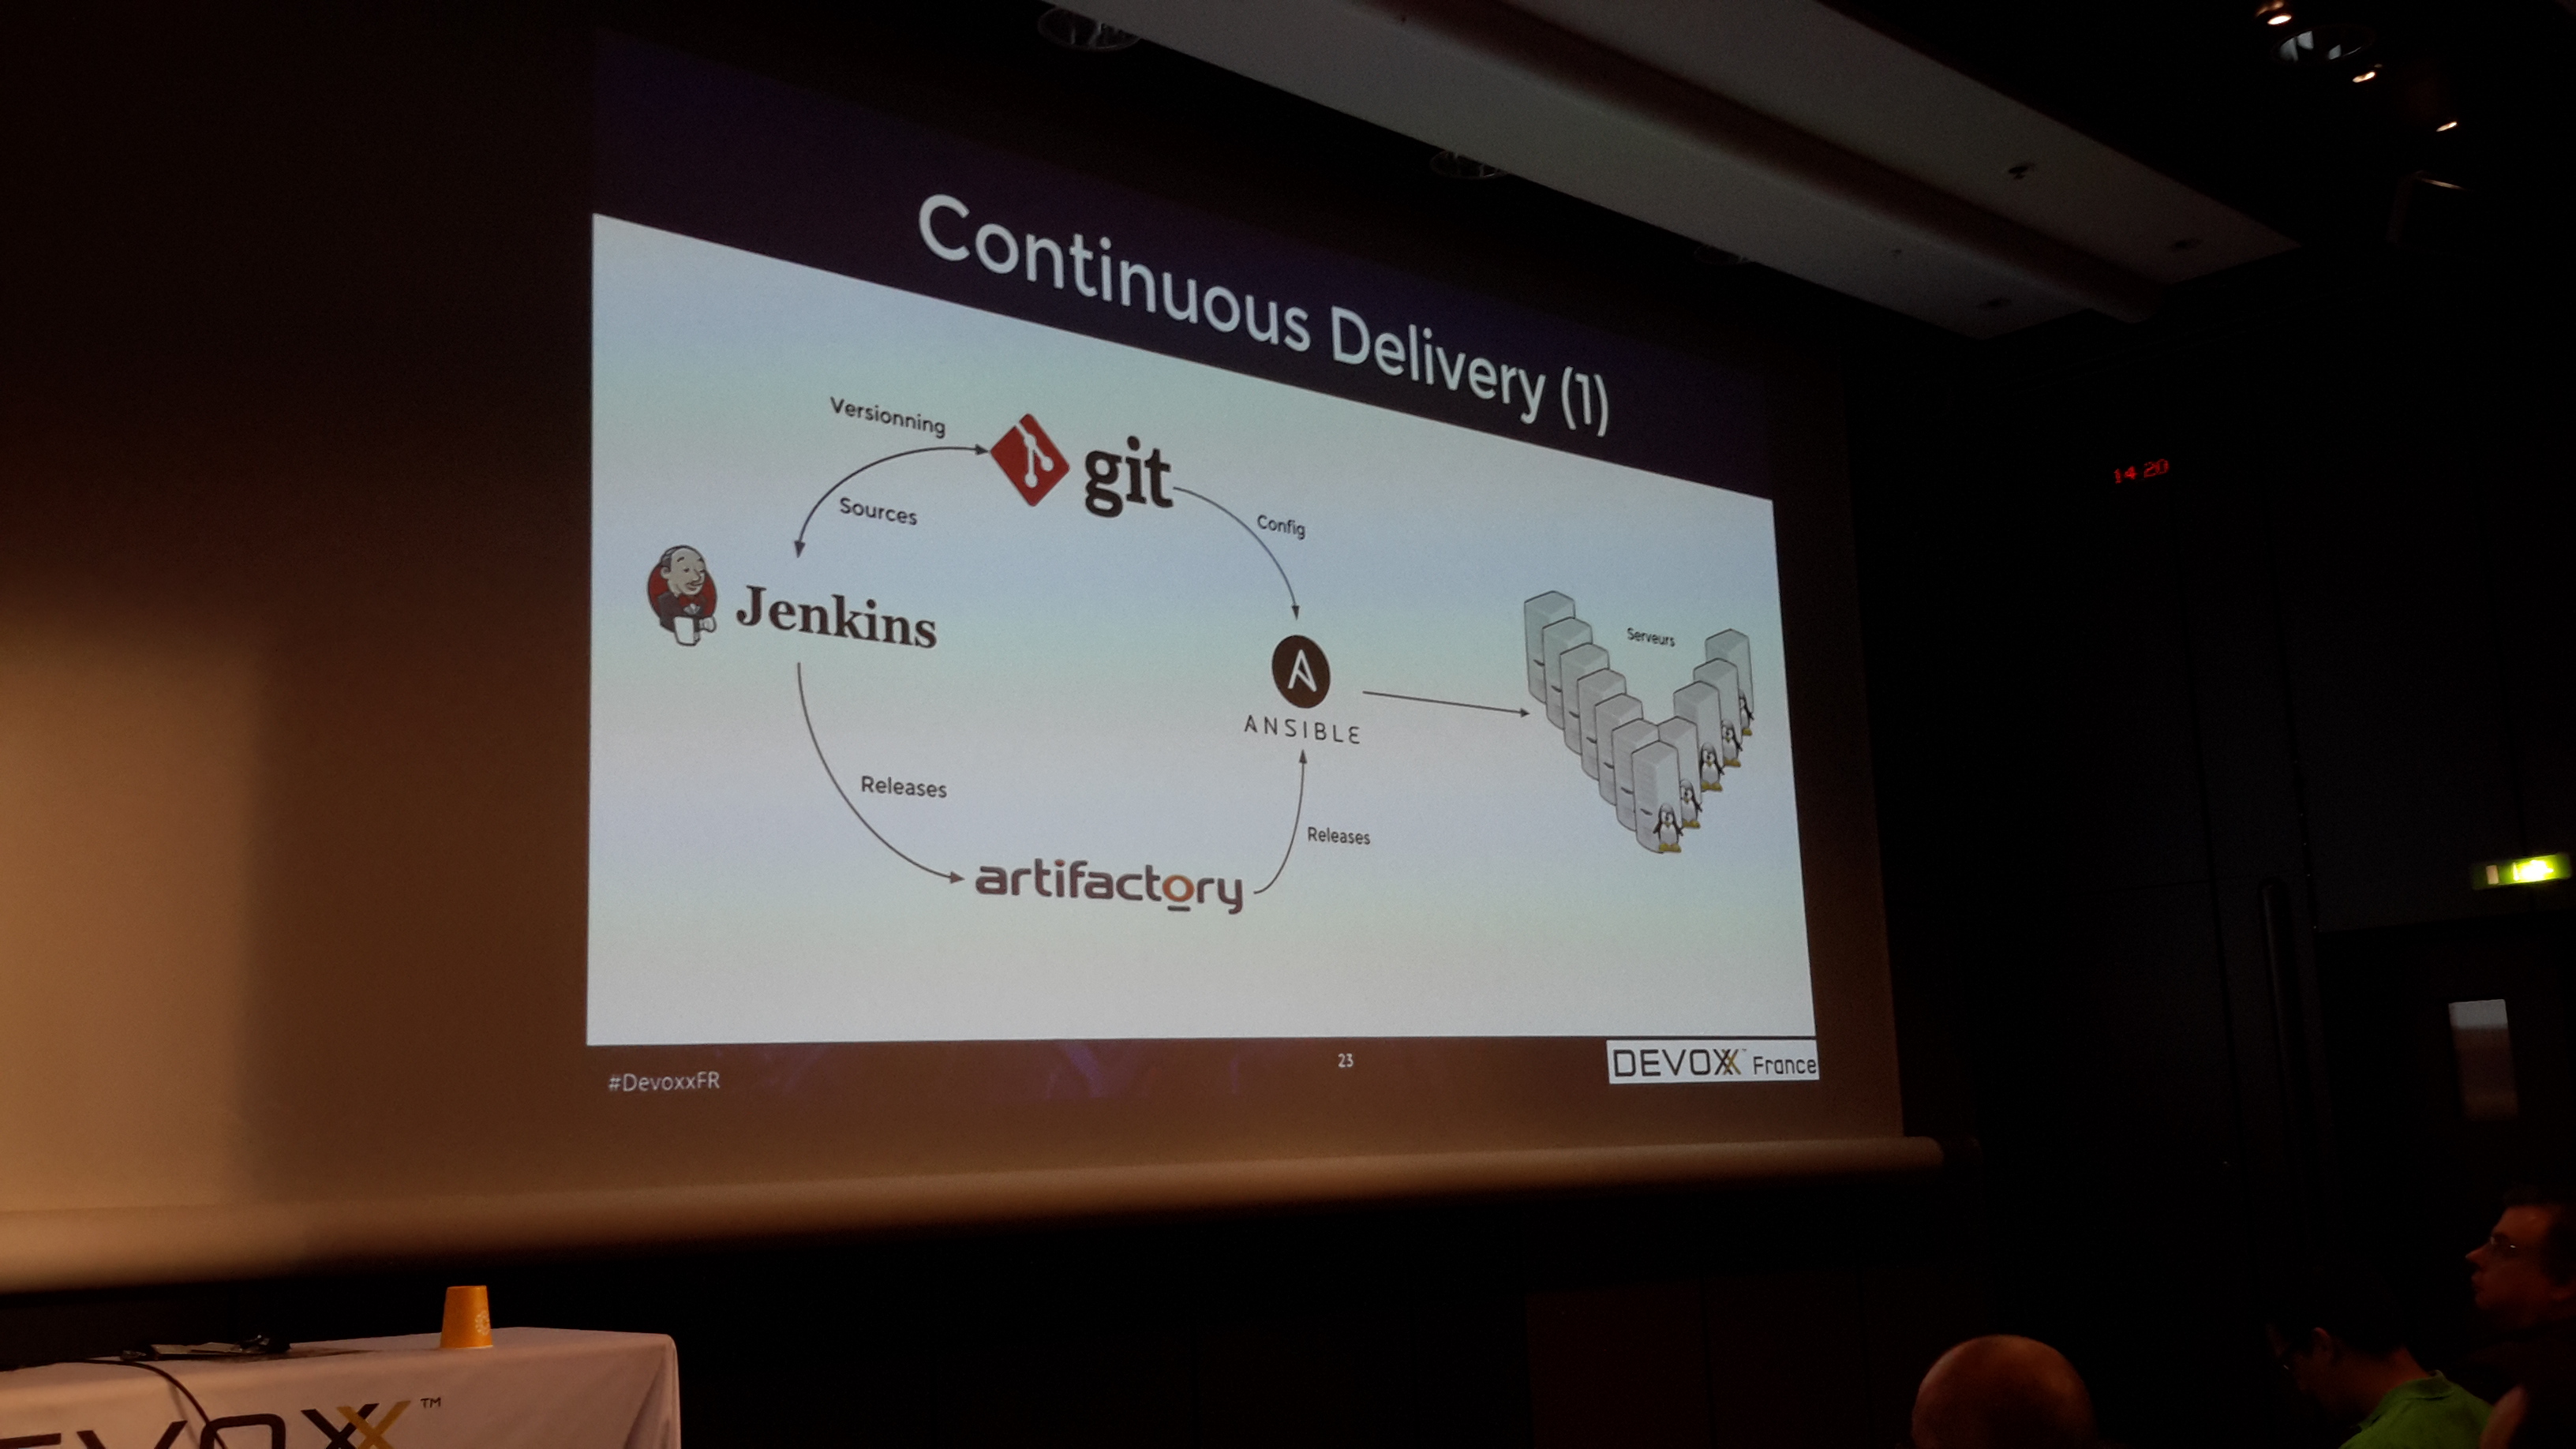 Continuous Delivery (1)
Versionning
git
Sources
Config
Jenkins
Serveurs
ANSIBLE
Releases
Releases
artifactory
#DevoxxFR
23
DEVOXX™ France
14 20
DEVOXX™